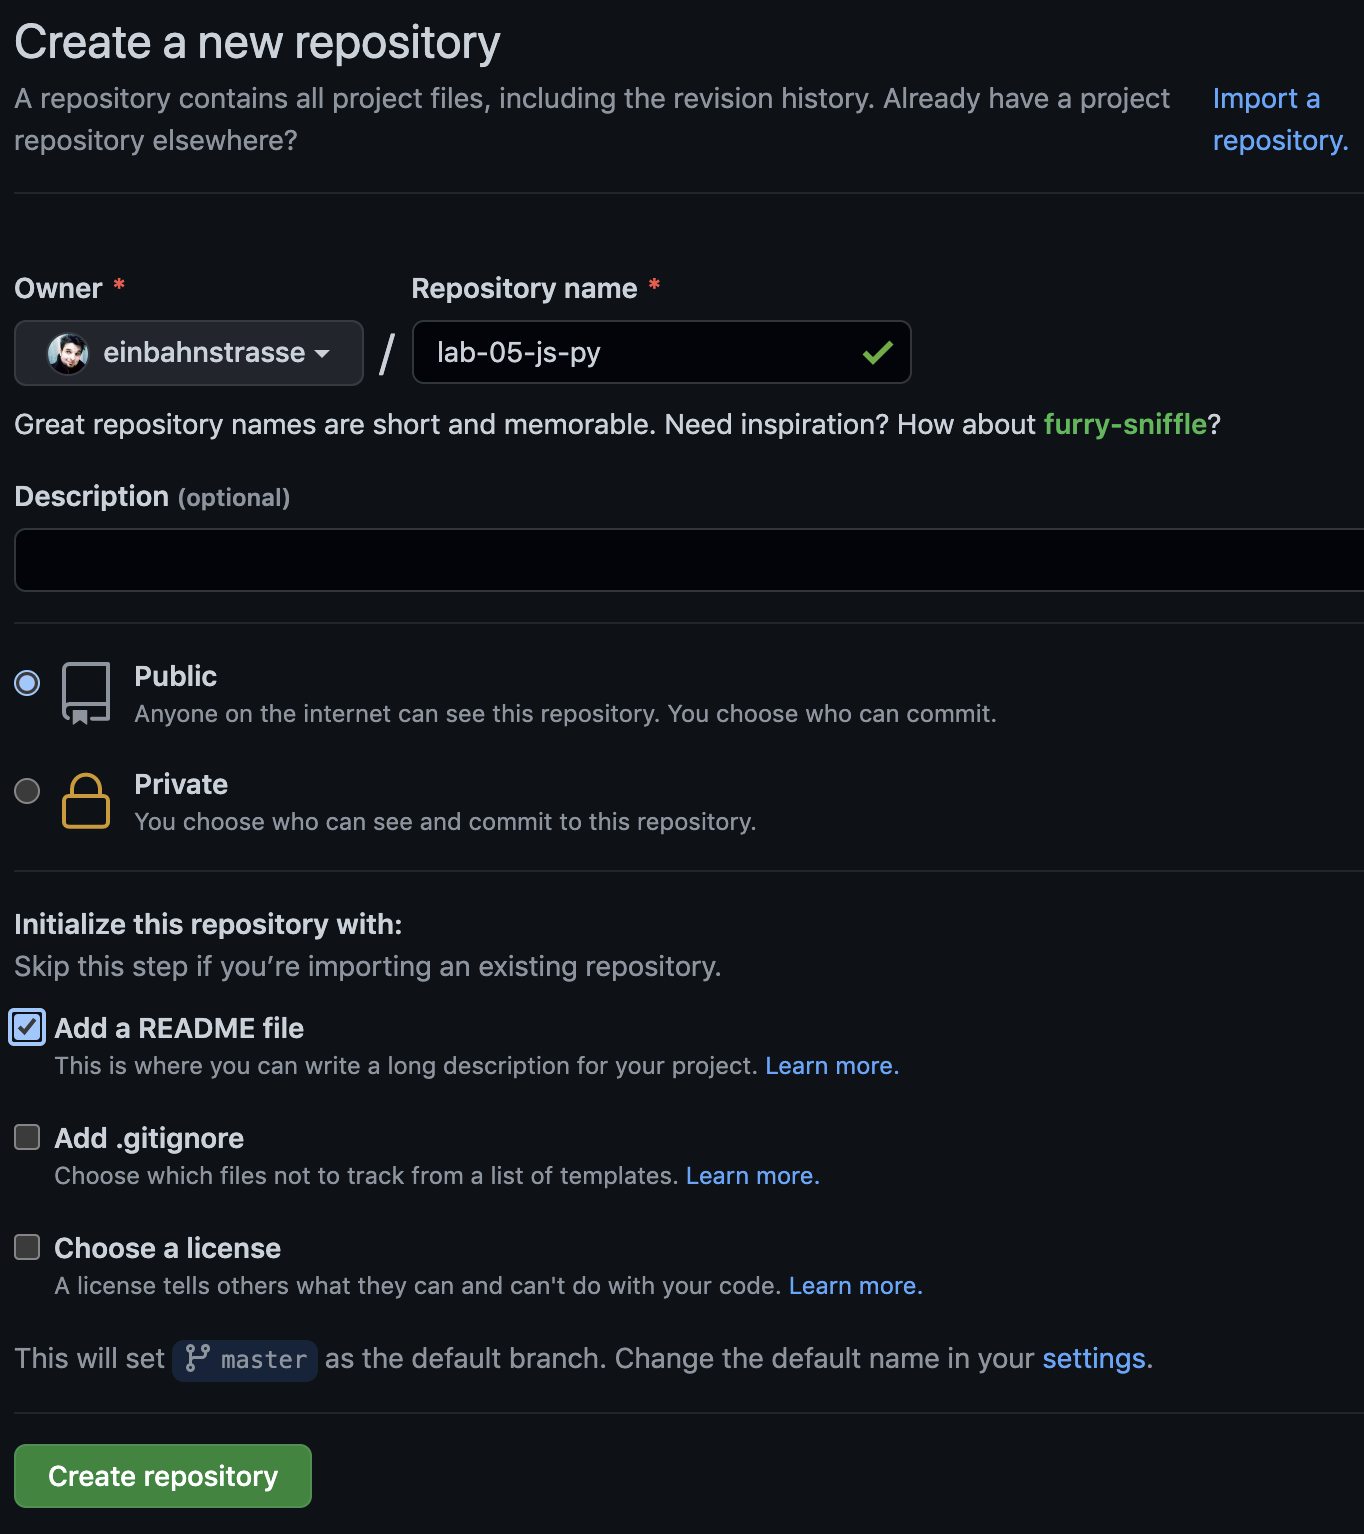 Create a new repository
A repository contains all project files, including the revision history. Already have a project repository elsewhere? Import a repository.
Owner *
Repository name *
einbahnstrasse / lab-05-js-py
Great repository names are short and memorable. Need inspiration? How about furry-sniffle?
Description (optional)
Public
Anyone on the internet can see this repository. You choose who can commit.
Private
You choose who can see and commit to this repository.
Initialize this repository with:
Skip this step if you’re importing an existing repository.
Add a README file
This is where you can write a long description for your project. Learn more.
Add .gitignore
Choose which files not to track from a list of templates. Learn more.
Choose a license
A license tells others what they can and can't do with your code. Learn more.
This will set master as the default branch. Change the default name in your settings.
Create repository